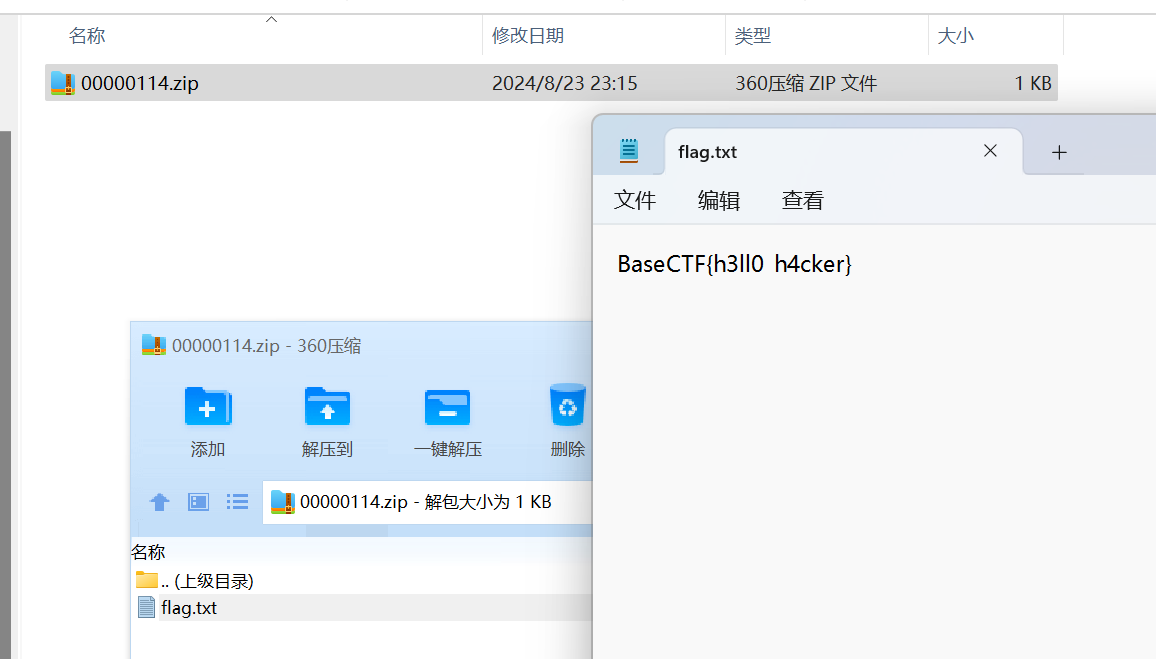 名称 修改日期 类型 大小
00000114.zip 2024/8/23 23:15 360压缩 ZIP 文件 1 KB
flag.txt
文件 编辑 查看
BaseCTF{h3ll0 h4cker}
00000114.zip - 360压缩
添加 解压到 一键解压 删除
00000114.zip - 解包大小为 1 KB
名称
.. (上级目录)
flag.txt